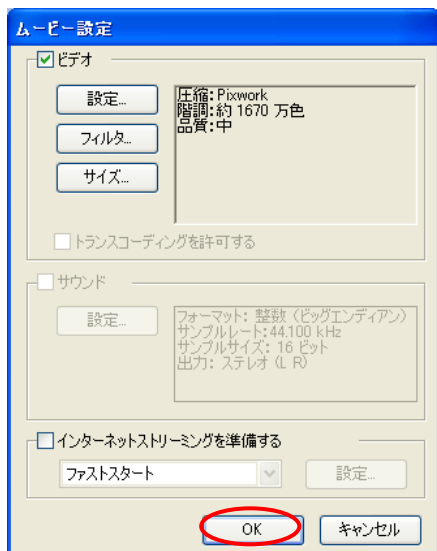 ムービー設定
ビデオ
設定...
圧縮: Pixwork
階調: 約 1670 万色
品質: 中
フィルタ...
サイズ...
トランスコーディングを許可する
サウンド
設定...
フォーマット: 整数 (ビッグエンディアン)
サンプルレート: 44.100 kHz
サンプルサイズ: 16 ビット
出力: ステレオ (L R)
インターネットストリーミングを準備する
ファストスタート
設定...
OK
キャンセル